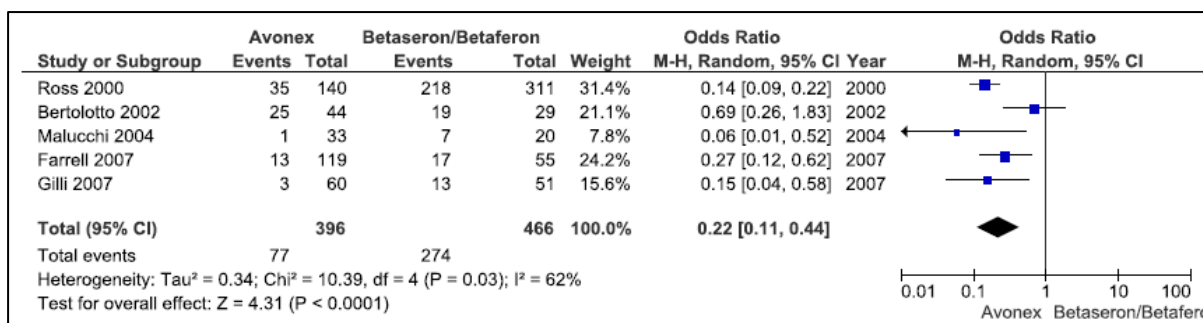 Avonex Betaseron/Betaferon Odds Ratio Odds Ratio
Study or Subgroup Events Total Events Total Weight M-H, Random, 95% CI Year M-H, Random, 95% CI
Ross 2000 35 140 218 311 31.4% 0.14 [0.09, 0.22] 2000
Bertolotto 2002 25 44 19 29 21.1% 0.69 [0.26, 1.83] 2002
Malucchi 2004 1 33 7 20 7.8% 0.06 [0.01, 0.52] 2004
Farrell 2007 13 119 17 55 24.2% 0.27 [0.12, 0.62] 2007
Gilli 2007 3 60 13 51 15.6% 0.15 [0.04, 0.58] 2007
Total (95% CI) 396 466 100.0% 0.22 [0.11, 0.44]
Total events 77 274
Heterogeneity: Tau² = 0.34; Chi² = 10.39, df = 4 (P = 0.03); I² = 62%
Test for overall effect: Z = 4.31 (P < 0.0001)
0.01 0.1 1 10 100
Avonex Betaseron/Betafero